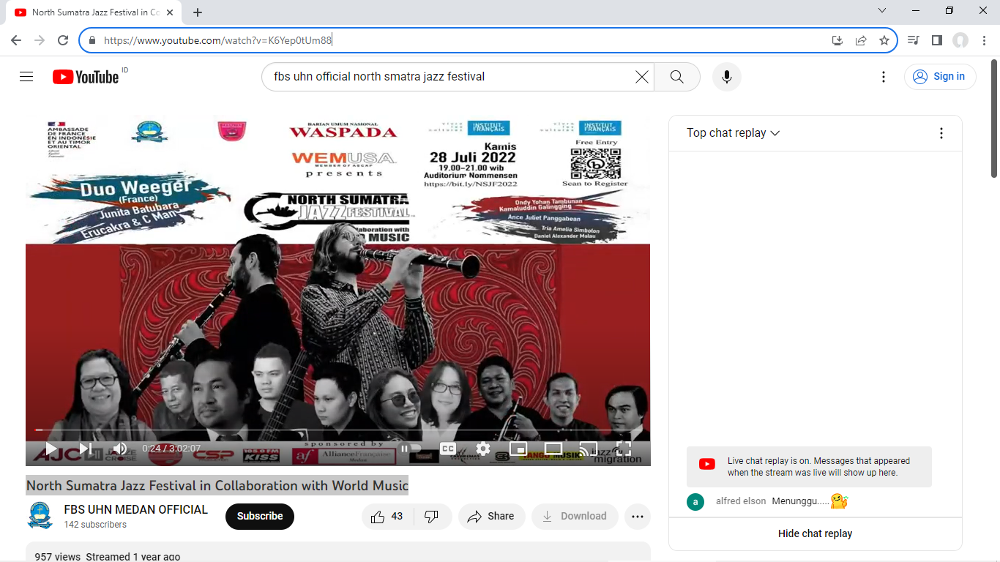 North Sumatra Jazz Festival in Co
https://www.youtube.com/watch?v=K6Yep0tUm88
YouTube ID
fbs uhn official north smatra jazz festival
Sign in
AMBASSADE
DE FRANCE
EN INDONÉSIE
ET AU TIMOR
ORIENTAL
HARIAN UMUM NASIONAL
WASPADA
WEMUSA
MEMBER OF ASCAP
presents
INSTITUT
FRANÇAIS
INSTITUT
FRANÇAIS
Kamis
28 Juli 2022
19.00-21.00 wib
Auditorium Nommensen
https://bit.ly/NSJF2022
Free Entry
Scan to Register
Duo Weeger
(France)
Junita Batubara
Erucakra & C Man
NORTH SUMATRA
JAZZ FESTIVAL
laboration with
D MUSIC
Ondy Yohan Tambunan
Kamaluddin Galingging
Ance Juliet Panggabean
Tria Amelia Simbolon
Daniel Alexander Malau
0:24 / 3:02:07
CC
sponsored by
AJC
CSP
105.0 FM
KISS
af AllianceFrançaise
Medan
jazz
migration
North Sumatra Jazz Festival in Collaboration with World Music
FBS UHN MEDAN OFFICIAL
142 subscribers
Subscribe
43
Share
Download
957 views Streamed 1 year ago
Top chat replay
Live chat replay is on. Messages that appeared
when the stream was live will show up here.
a alfred elson Menunggu.....
Hide chat replay